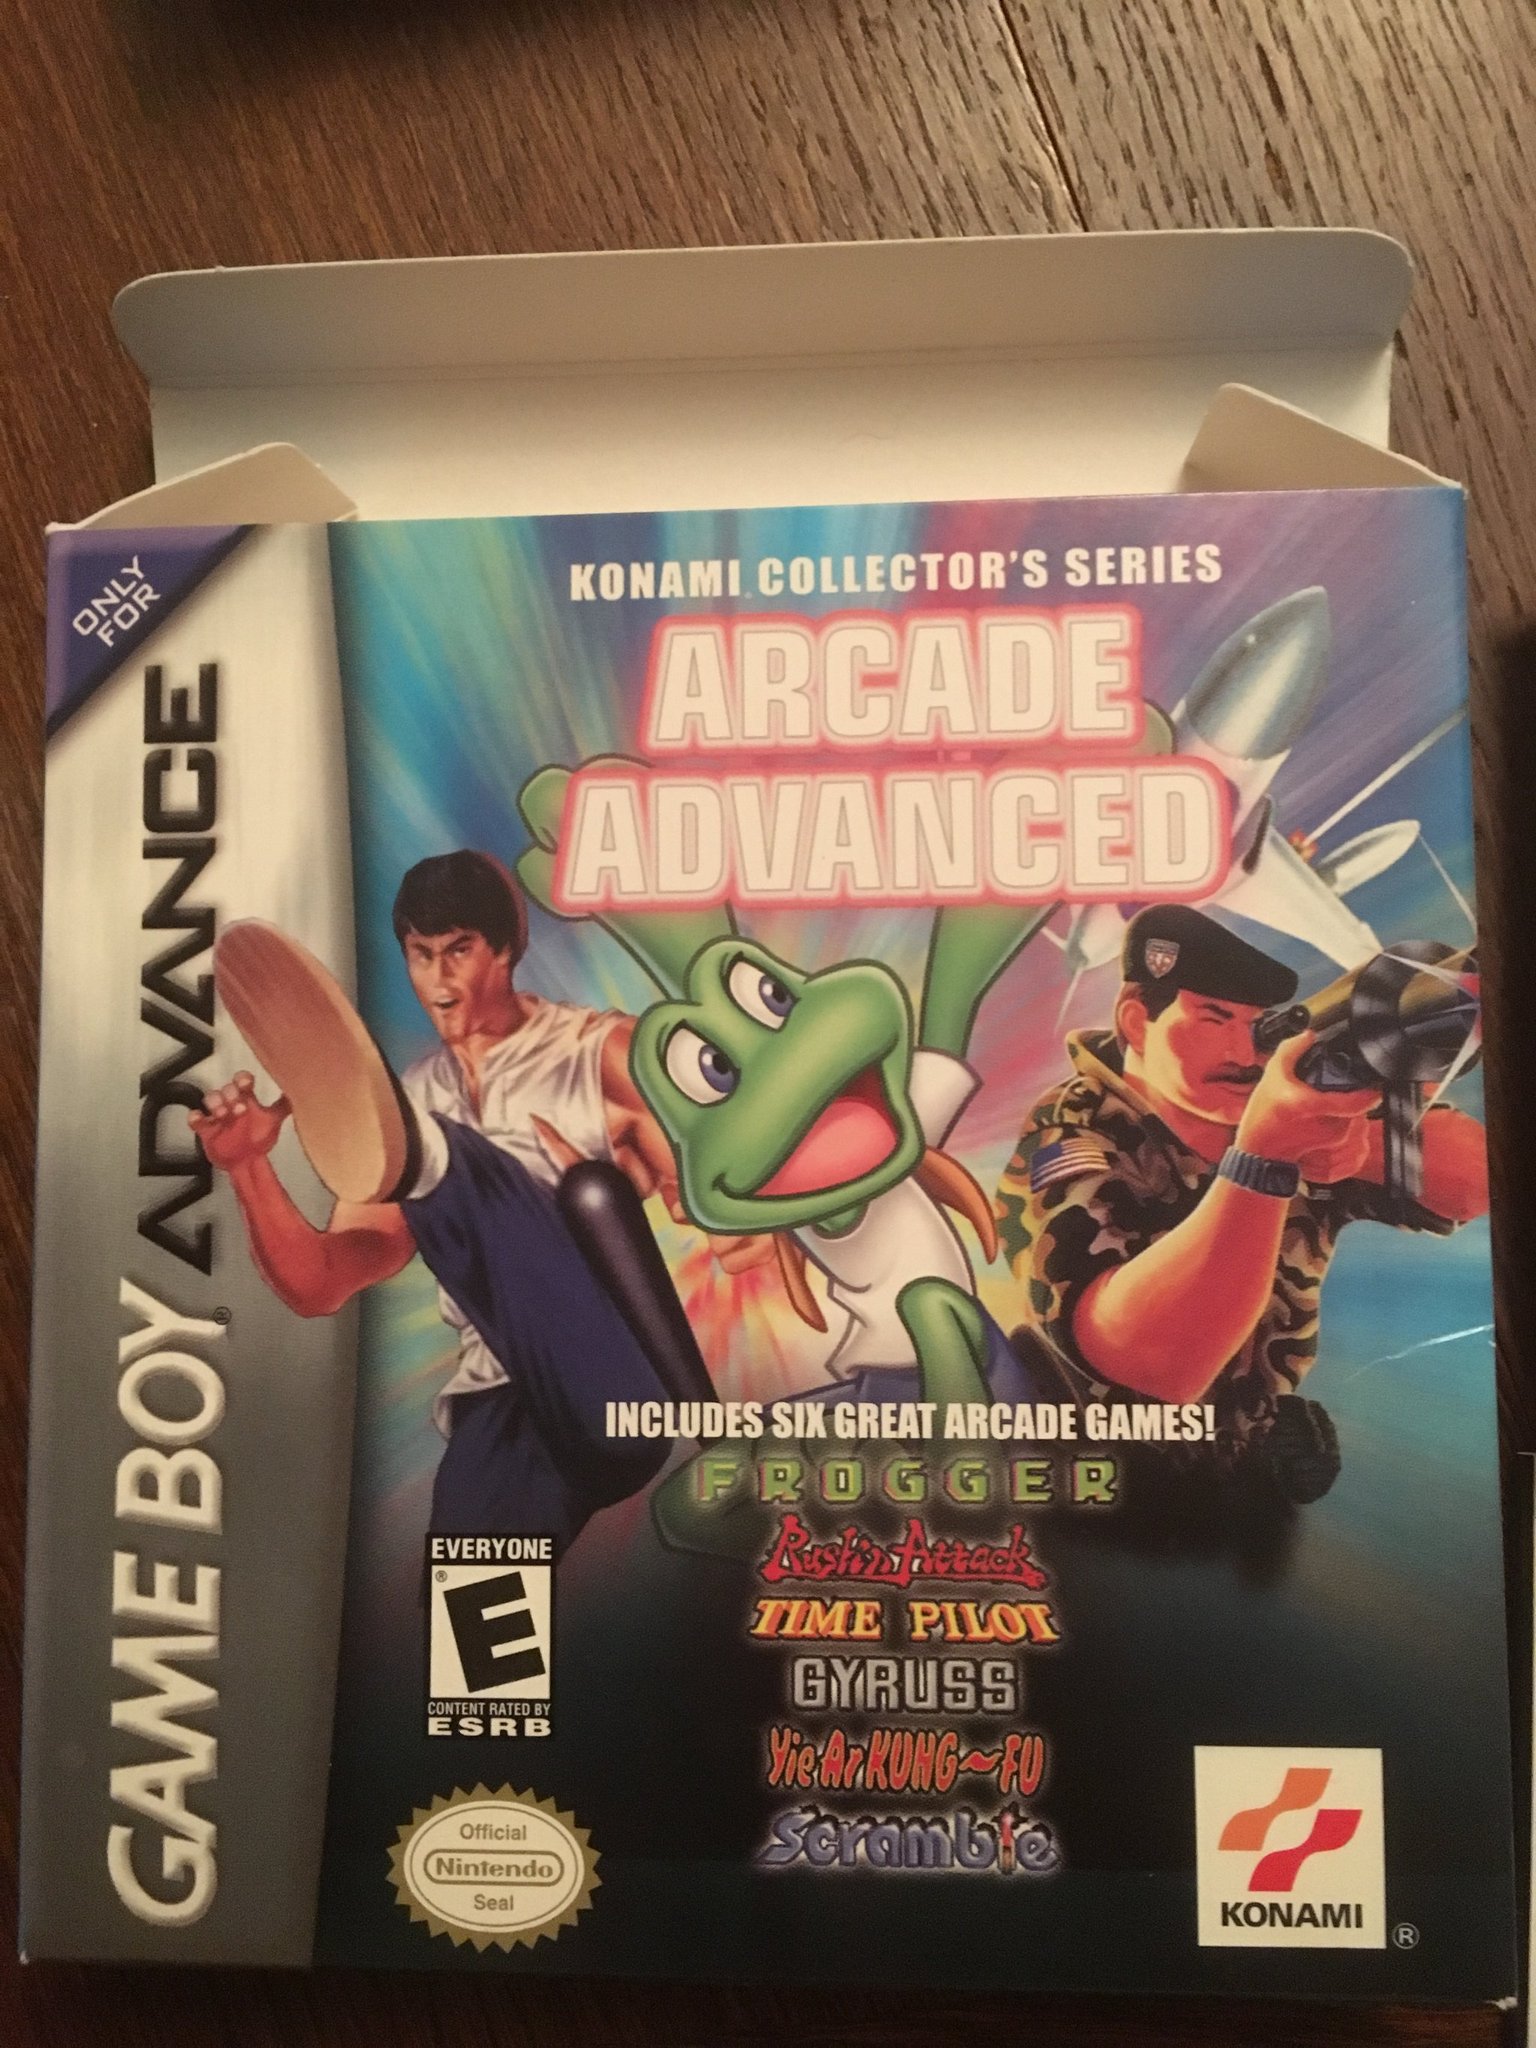 ONLY
FOR
GAME BOY ADVANCE
®
KONAMI COLLECTOR'S SERIES
ARCADE
ADVANCED
INCLUDES SIX GREAT ARCADE GAMES!
FROGGER
Rush'n Attack
TIME PILOT
GYRUSS
Yie Ar KUNG~FU
Scramble
EVERYONE
E
®
CONTENT RATED BY
ESRB
Official
Nintendo
Seal
KONAMI
®